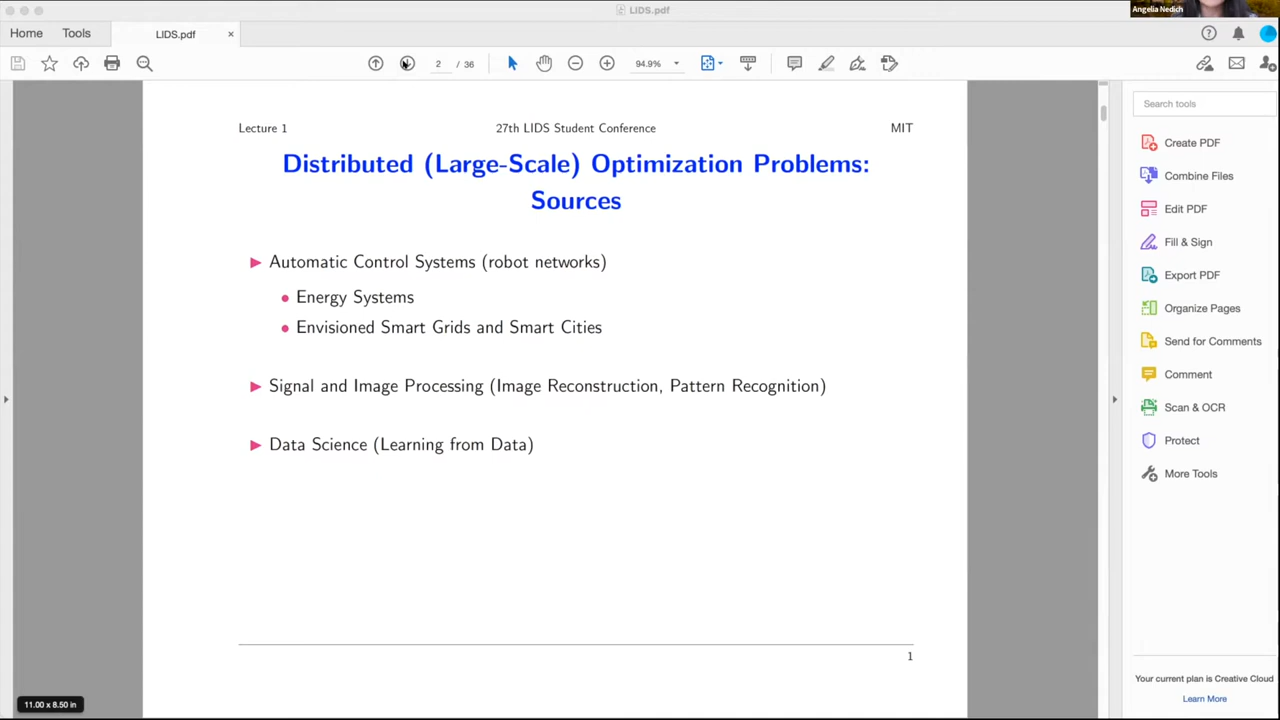 LIDS.pdf
Angelia Nedich
Home
Tools
LIDS.pdf
×
2 / 36
94.9%
Search tools
Create PDF
Combine Files
Edit PDF
Fill & Sign
Export PDF
Organize Pages
Send for Comments
Comment
Scan & OCR
Protect
More Tools
Your current plan is Creative Cloud
Learn More
Lecture 1
27th LIDS Student Conference
MIT
Distributed (Large-Scale) Optimization Problems:
Sources
Automatic Control Systems (robot networks)
Energy Systems
Envisioned Smart Grids and Smart Cities
Signal and Image Processing (Image Reconstruction, Pattern Recognition)
Data Science (Learning from Data)
1
11.00 x 8.50 in